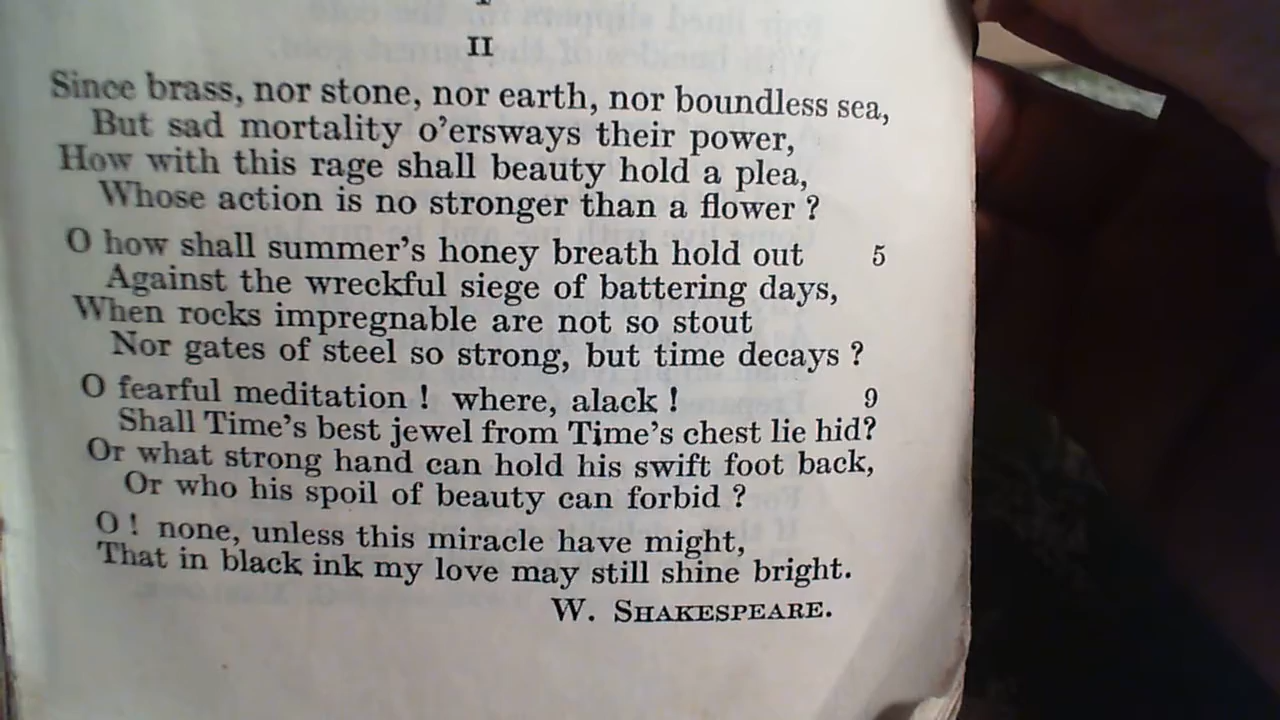 II
Since brass, nor stone, nor earth, nor boundless sea,
But sad mortality o'ersways their power,
How with this rage shall beauty hold a plea,
Whose action is no stronger than a flower ?
O how shall summer's honey breath hold out 5
Against the wreckful siege of battering days,
When rocks impregnable are not so stout
Nor gates of steel so strong, but time decays ?
O fearful meditation ! where, alack ! 9
Shall Time's best jewel from Time's chest lie hid?
Or what strong hand can hold his swift foot back,
Or who his spoil of beauty can forbid ?
O ! none, unless this miracle have might,
That in black ink my love may still shine bright.
W. SHAKESPEARE.